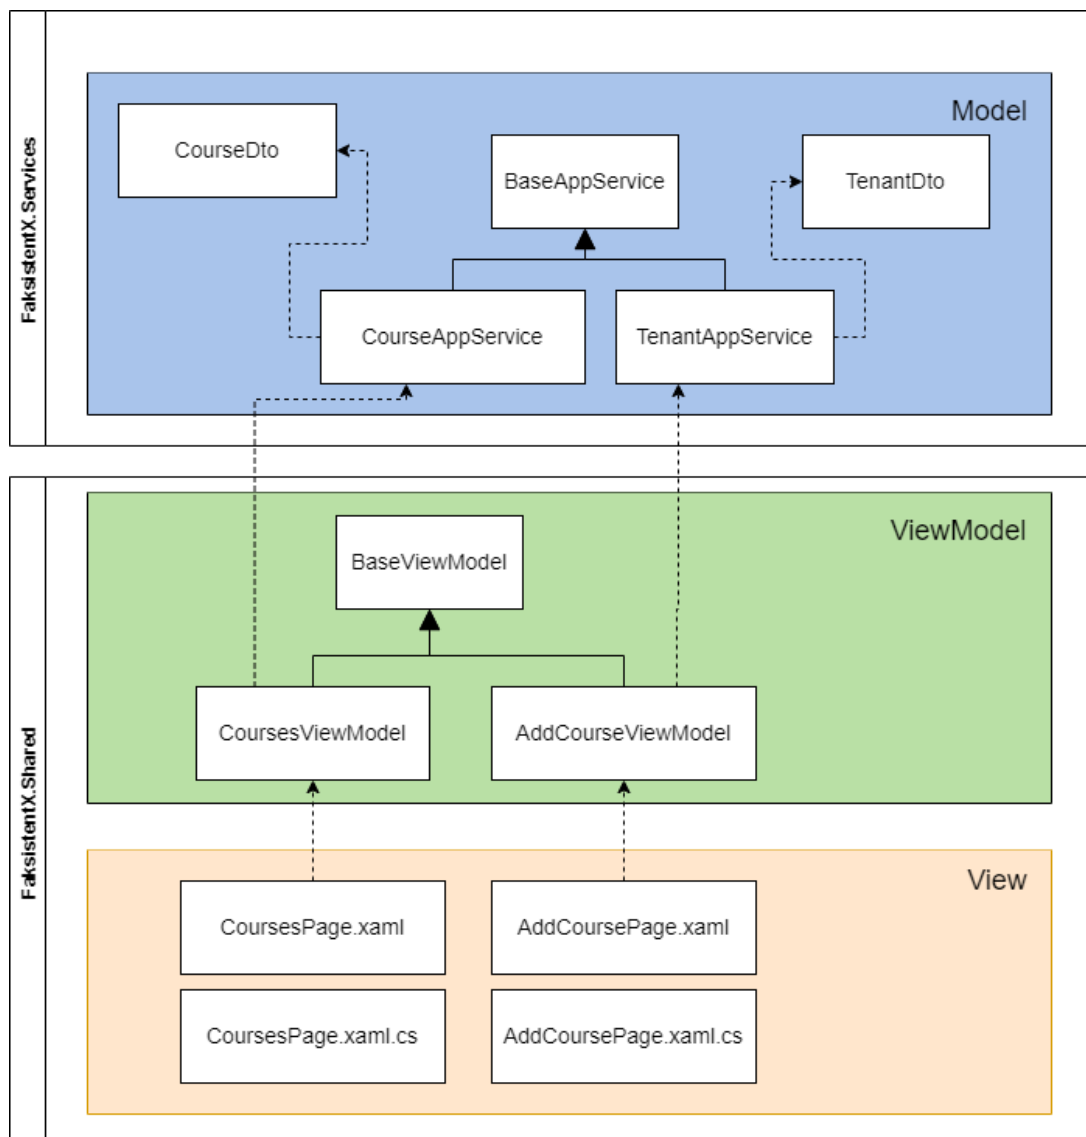 FaksistentX.Services
Model
CourseDto
BaseAppService
TenantDto
CourseAppService
TenantAppService
FaksistentX.Shared
ViewModel
BaseViewModel
CoursesViewModel
AddCourseViewModel
View
CoursesPage.xaml
AddCoursePage.xaml
CoursesPage.xaml.cs
AddCoursePage.xaml.cs